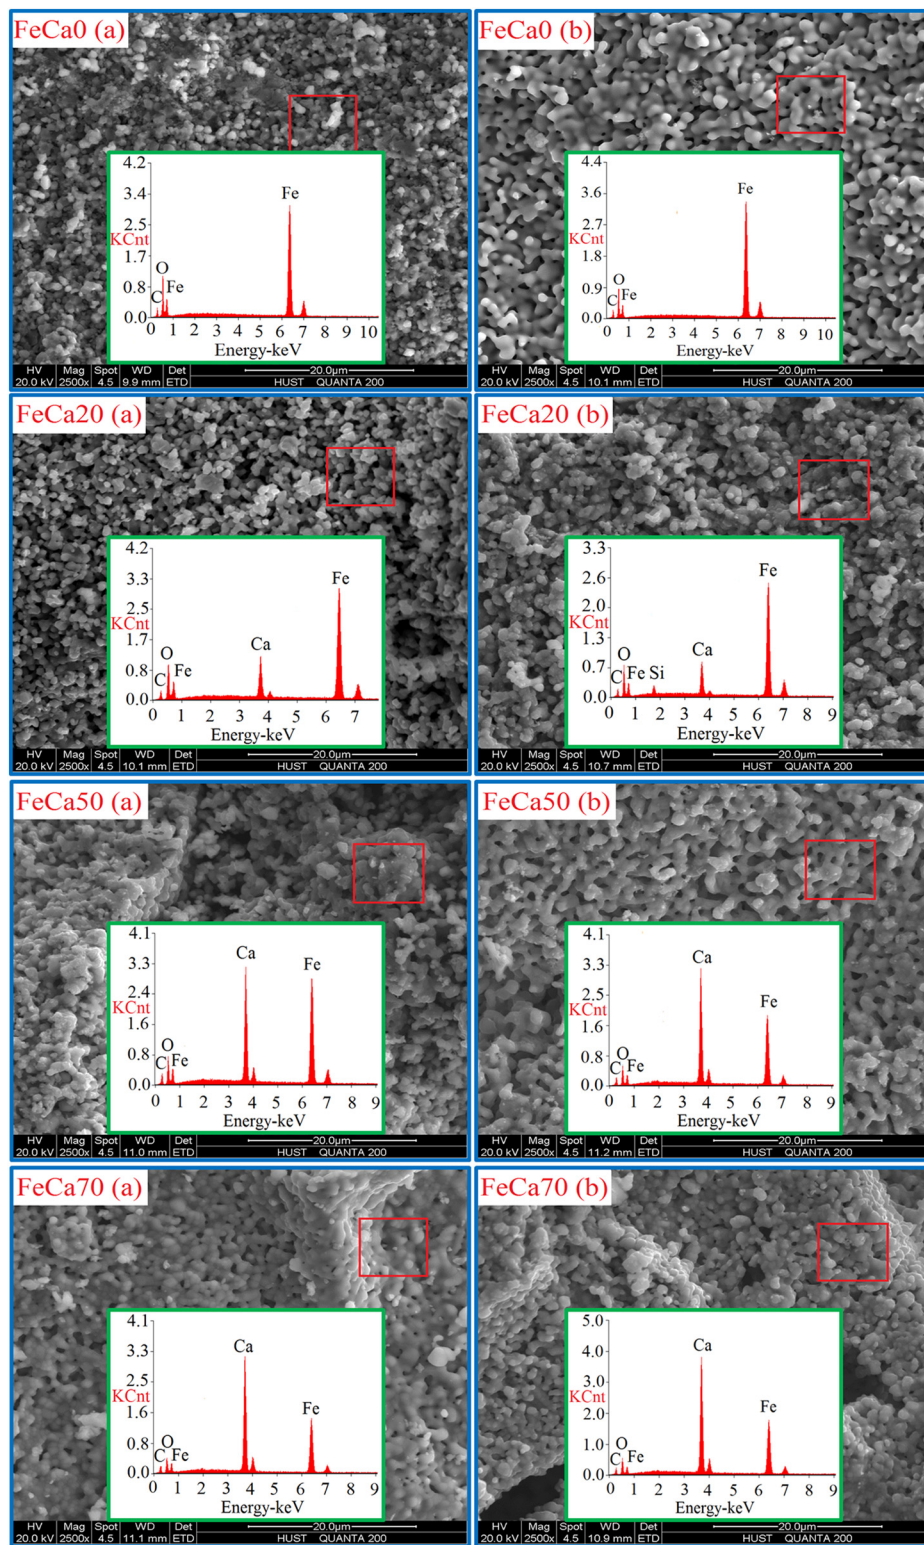 FeCa0 (a)
4.2
3.4
2.5
KCnt
1.7
0.8
0.0
Fe
O
C Fe
0 1 2 3 4 5 6 7 8 9 10
Energy-keV
HV Mag Spot WD Det 20.0µm
20.0 kV 2500x 4.5 9.9 mm ETD HUST QUANTA 200
FeCa0 (b)
4.4
3.6
2.7
KCnt
1.8
0.9
0.0
Fe
O
C Fe
0 1 2 3 4 5 6 7 8 9 10
Energy-keV
HV Mag Spot WD Det 20.0µm
20.0 kV 2500x 4.5 10.1 mm ETD HUST QUANTA 200
FeCa20 (a)
4.2
3.3
2.5
1.7
KCnt
0.8
0.0
Fe
Ca
O
C Fe
0 1 2 3 4 5 6 7
Energy-keV
HV Mag Spot WD Det 20.0µm
20.0 kV 2500x 4.5 10.1 mm ETD HUST QUANTA 200
FeCa20 (b)
3.3
2.6
2.0
1.3
KCnt
0.7
0.0
Fe
Ca
O
C Fe Si
0 1 2 3 4 5 6 7 8 9
Energy-keV
HV Mag Spot WD Det 20.0µm
20.0 kV 2500x 4.5 10.7 mm ETD HUST QUANTA 200
FeCa50 (a)
4.1
3.3
2.4
KCnt
1.6
0.8
0.0
Ca
Fe
O
C Fe
0 1 2 3 4 5 6 7 8 9
Energy-keV
HV Mag Spot WD Det 20.0µm
20.0 kV 2500x 4.5 11.0 mm ETD HUST QUANTA 200
FeCa50 (b)
4.1
3.3
2.5
KCnt
1.6
0.8
0.0
Ca
Fe
O
C Fe
0 1 2 3 4 5 6 7 8 9
Energy-keV
HV Mag Spot WD Det 20.0µm
20.0 kV 2500x 4.5 11.2 mm ETD HUST QUANTA 200
FeCa70 (a)
4.1
3.3
2.5
KCnt
1.6
0.8
0.0
Ca
Fe
O
C Fe
0 1 2 3 4 5 6 7 8 9
Energy-keV
HV Mag Spot WD Det 20.0µm
20.0 kV 2500x 4.5 11.1 mm ETD HUST QUANTA 200
FeCa70 (b)
5.0
4.0
3.0
KCnt
2.0
1.0
0.0
Ca
Fe
O
C Fe
0 1 2 3 4 5 6 7 8 9
Energy-keV
HV Mag Spot WD Det 20.0µm
20.0 kV 2500x 4.5 10.9 mm ETD HUST QUANTA 200